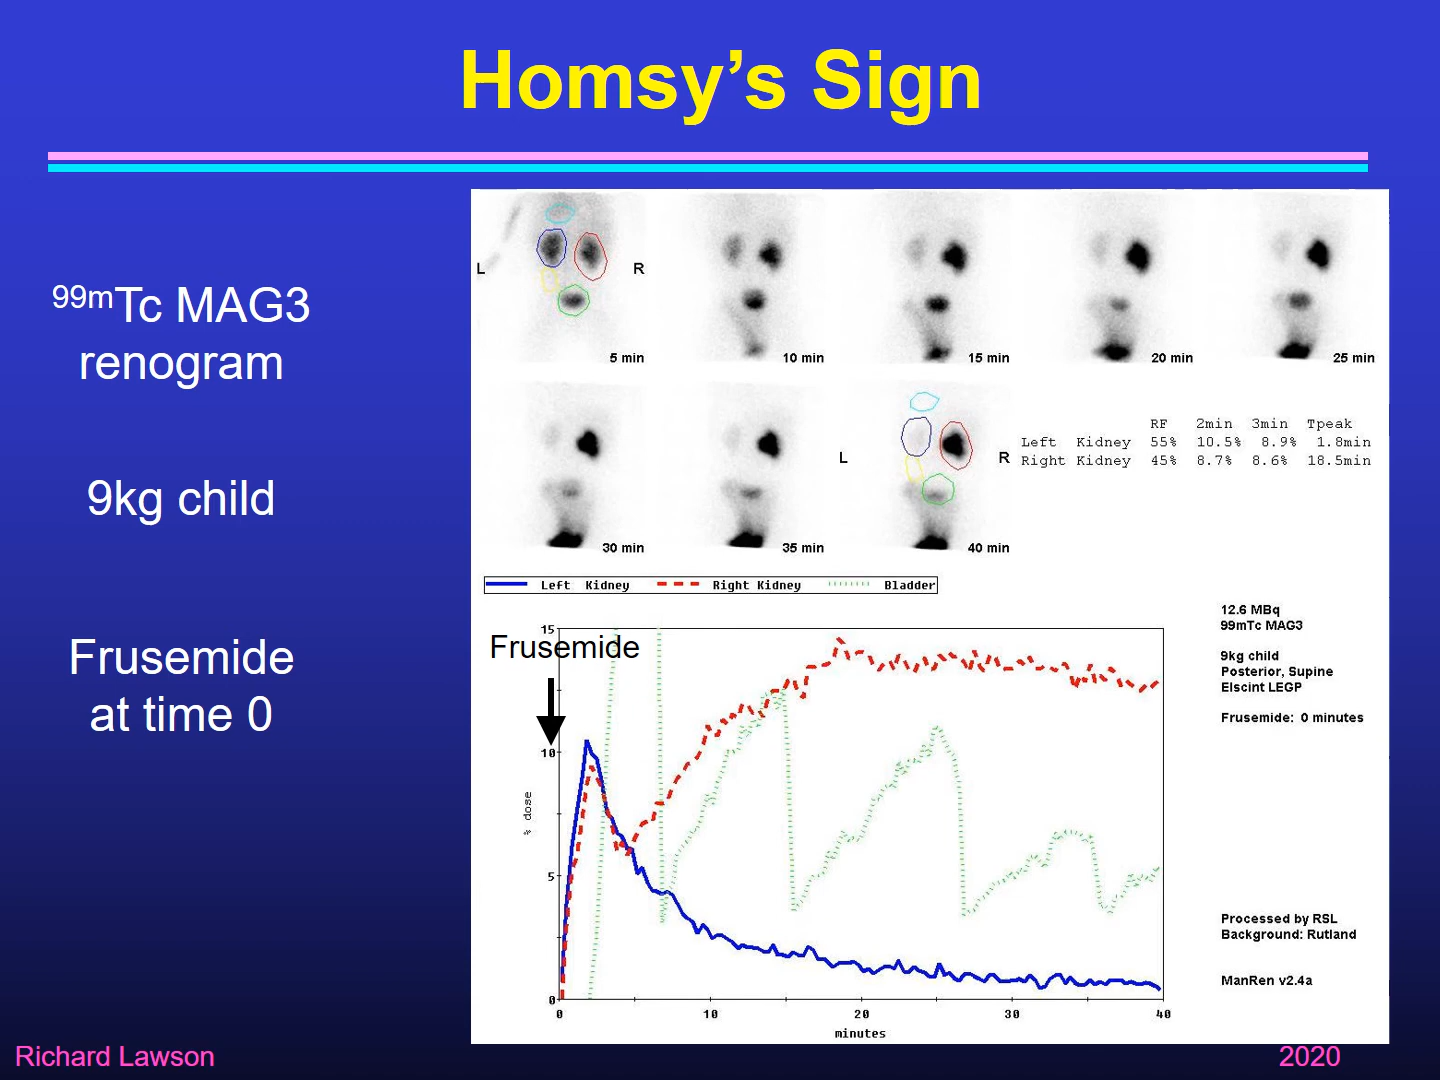 Homsy’s Sign
99mTc MAG3
renogram
9kg child
Frusemide
at time 0
L
R
5 min
10 min
15 min
20 min
25 min
30 min
35 min
L
R
40 min
RF 2min 3min Tpeak
Left Kidney 55% 10.5% 8.9% 1.8min
Right Kidney 45% 8.7% 8.6% 18.5min
Left Kidney Right Kidney Bladder
Frusemide
15
10
5
0
% dose
0 10 20 30 40
minutes
12.6 MBq
99mTc MAG3
9kg child
Posterior, Supine
Elscint LEGP
Frusemide: 0 minutes
Processed by RSL
Background: Rutland
ManRen v2.4a
Richard Lawson
2020